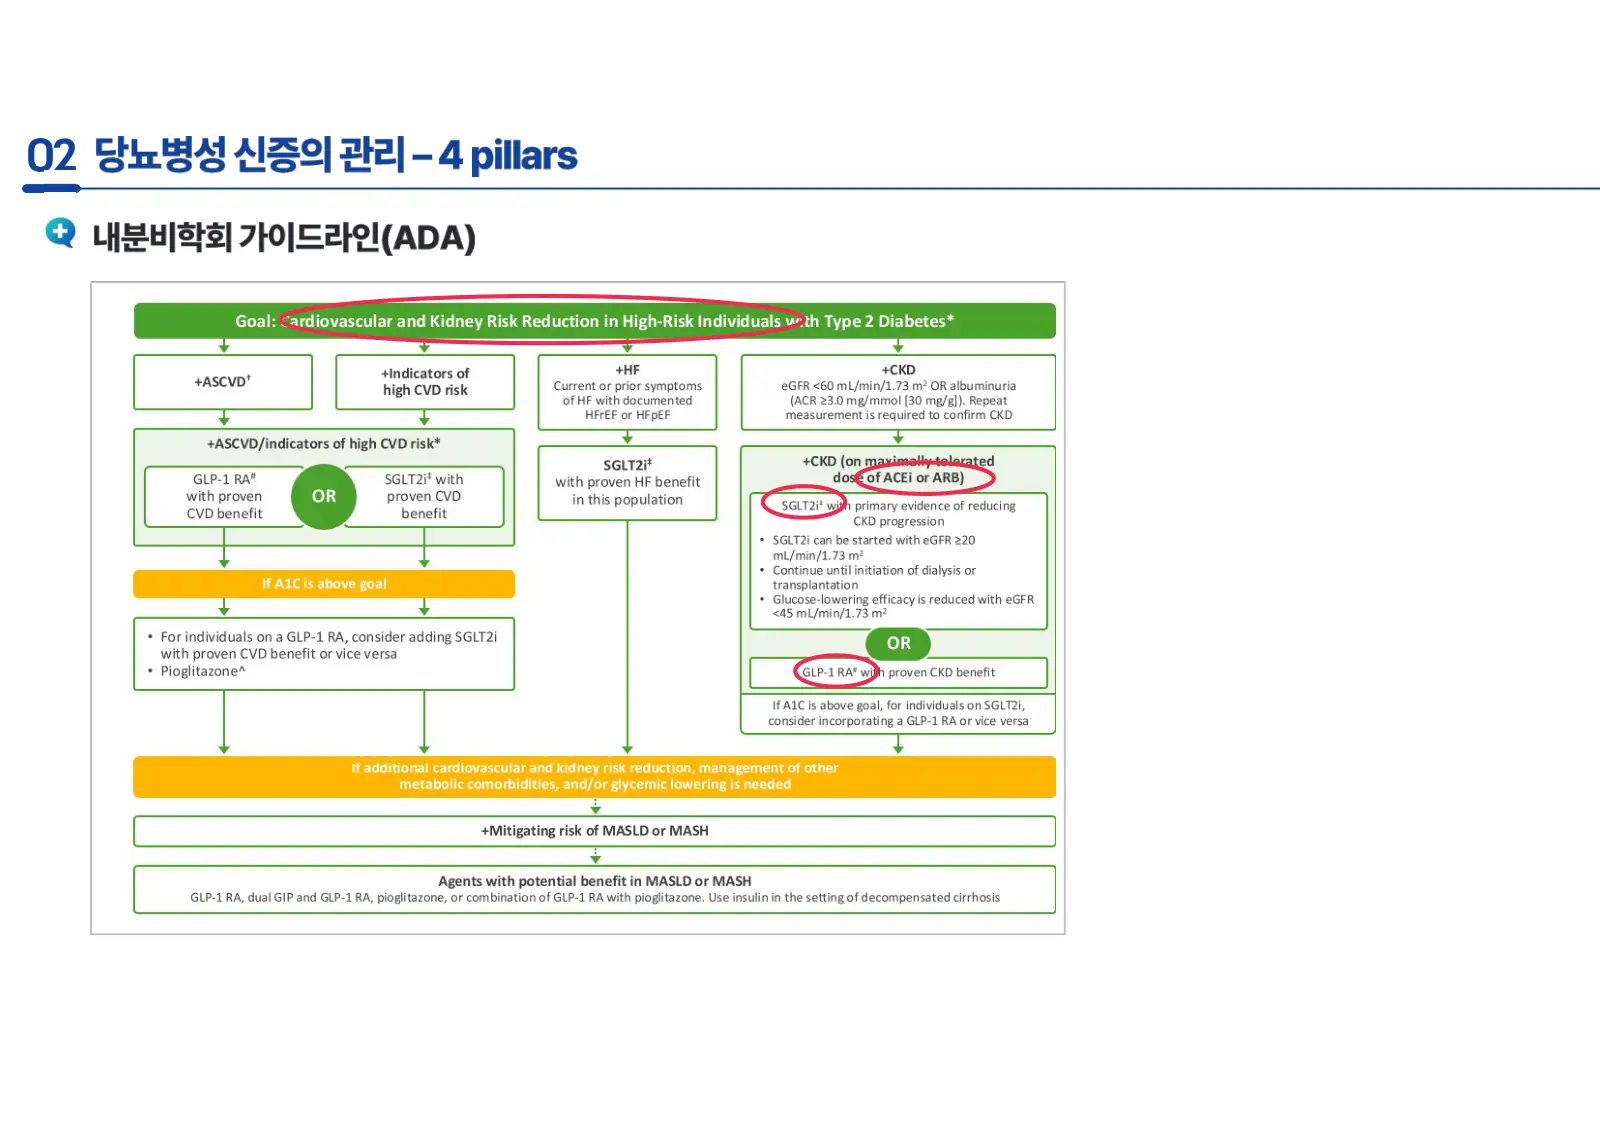 02 당뇨병성 신증의 관리 – 4 pillars
내분비학회 가이드라인(ADA)
Goal: Cardiovascular and Kidney Risk Reduction in High-Risk Individuals with Type 2 Diabetes*
+ASCVD†
+Indicators of
high CVD risk
+ASCVD/indicators of high CVD risk*
GLP-1 RA#
with proven
CVD benefit
OR
SGLT2i‡ with
proven CVD
benefit
If A1C is above goal
• For individuals on a GLP-1 RA, consider adding SGLT2i
with proven CVD benefit or vice versa
• Pioglitazone^
+HF
Current or prior symptoms
of HF with documented
HFrEF or HFpEF
SGLT2i‡
with proven HF benefit
in this population
+CKD
eGFR <60 mL/min/1.73 m² OR albuminuria
(ACR ≥3.0 mg/mmol [30 mg/g]). Repeat
measurement is required to confirm CKD
+CKD (on maximally tolerated
dose of ACEi or ARB)
SGLT2i‡ with primary evidence of reducing
CKD progression
• SGLT2i can be started with eGFR ≥20
mL/min/1.73 m²
• Continue until initiation of dialysis or
transplantation
• Glucose-lowering efficacy is reduced with eGFR
<45 mL/min/1.73 m²
OR
GLP-1 RA# with proven CKD benefit
If A1C is above goal, for individuals on SGLT2i,
consider incorporating a GLP-1 RA or vice versa
If additional cardiovascular and kidney risk reduction, management of other
metabolic comorbidities, and/or glycemic lowering is needed
+Mitigating risk of MASLD or MASH
Agents with potential benefit in MASLD or MASH
GLP-1 RA, dual GIP and GLP-1 RA, pioglitazone, or combination of GLP-1 RA with pioglitazone. Use insulin in the setting of decompensated cirrhosis